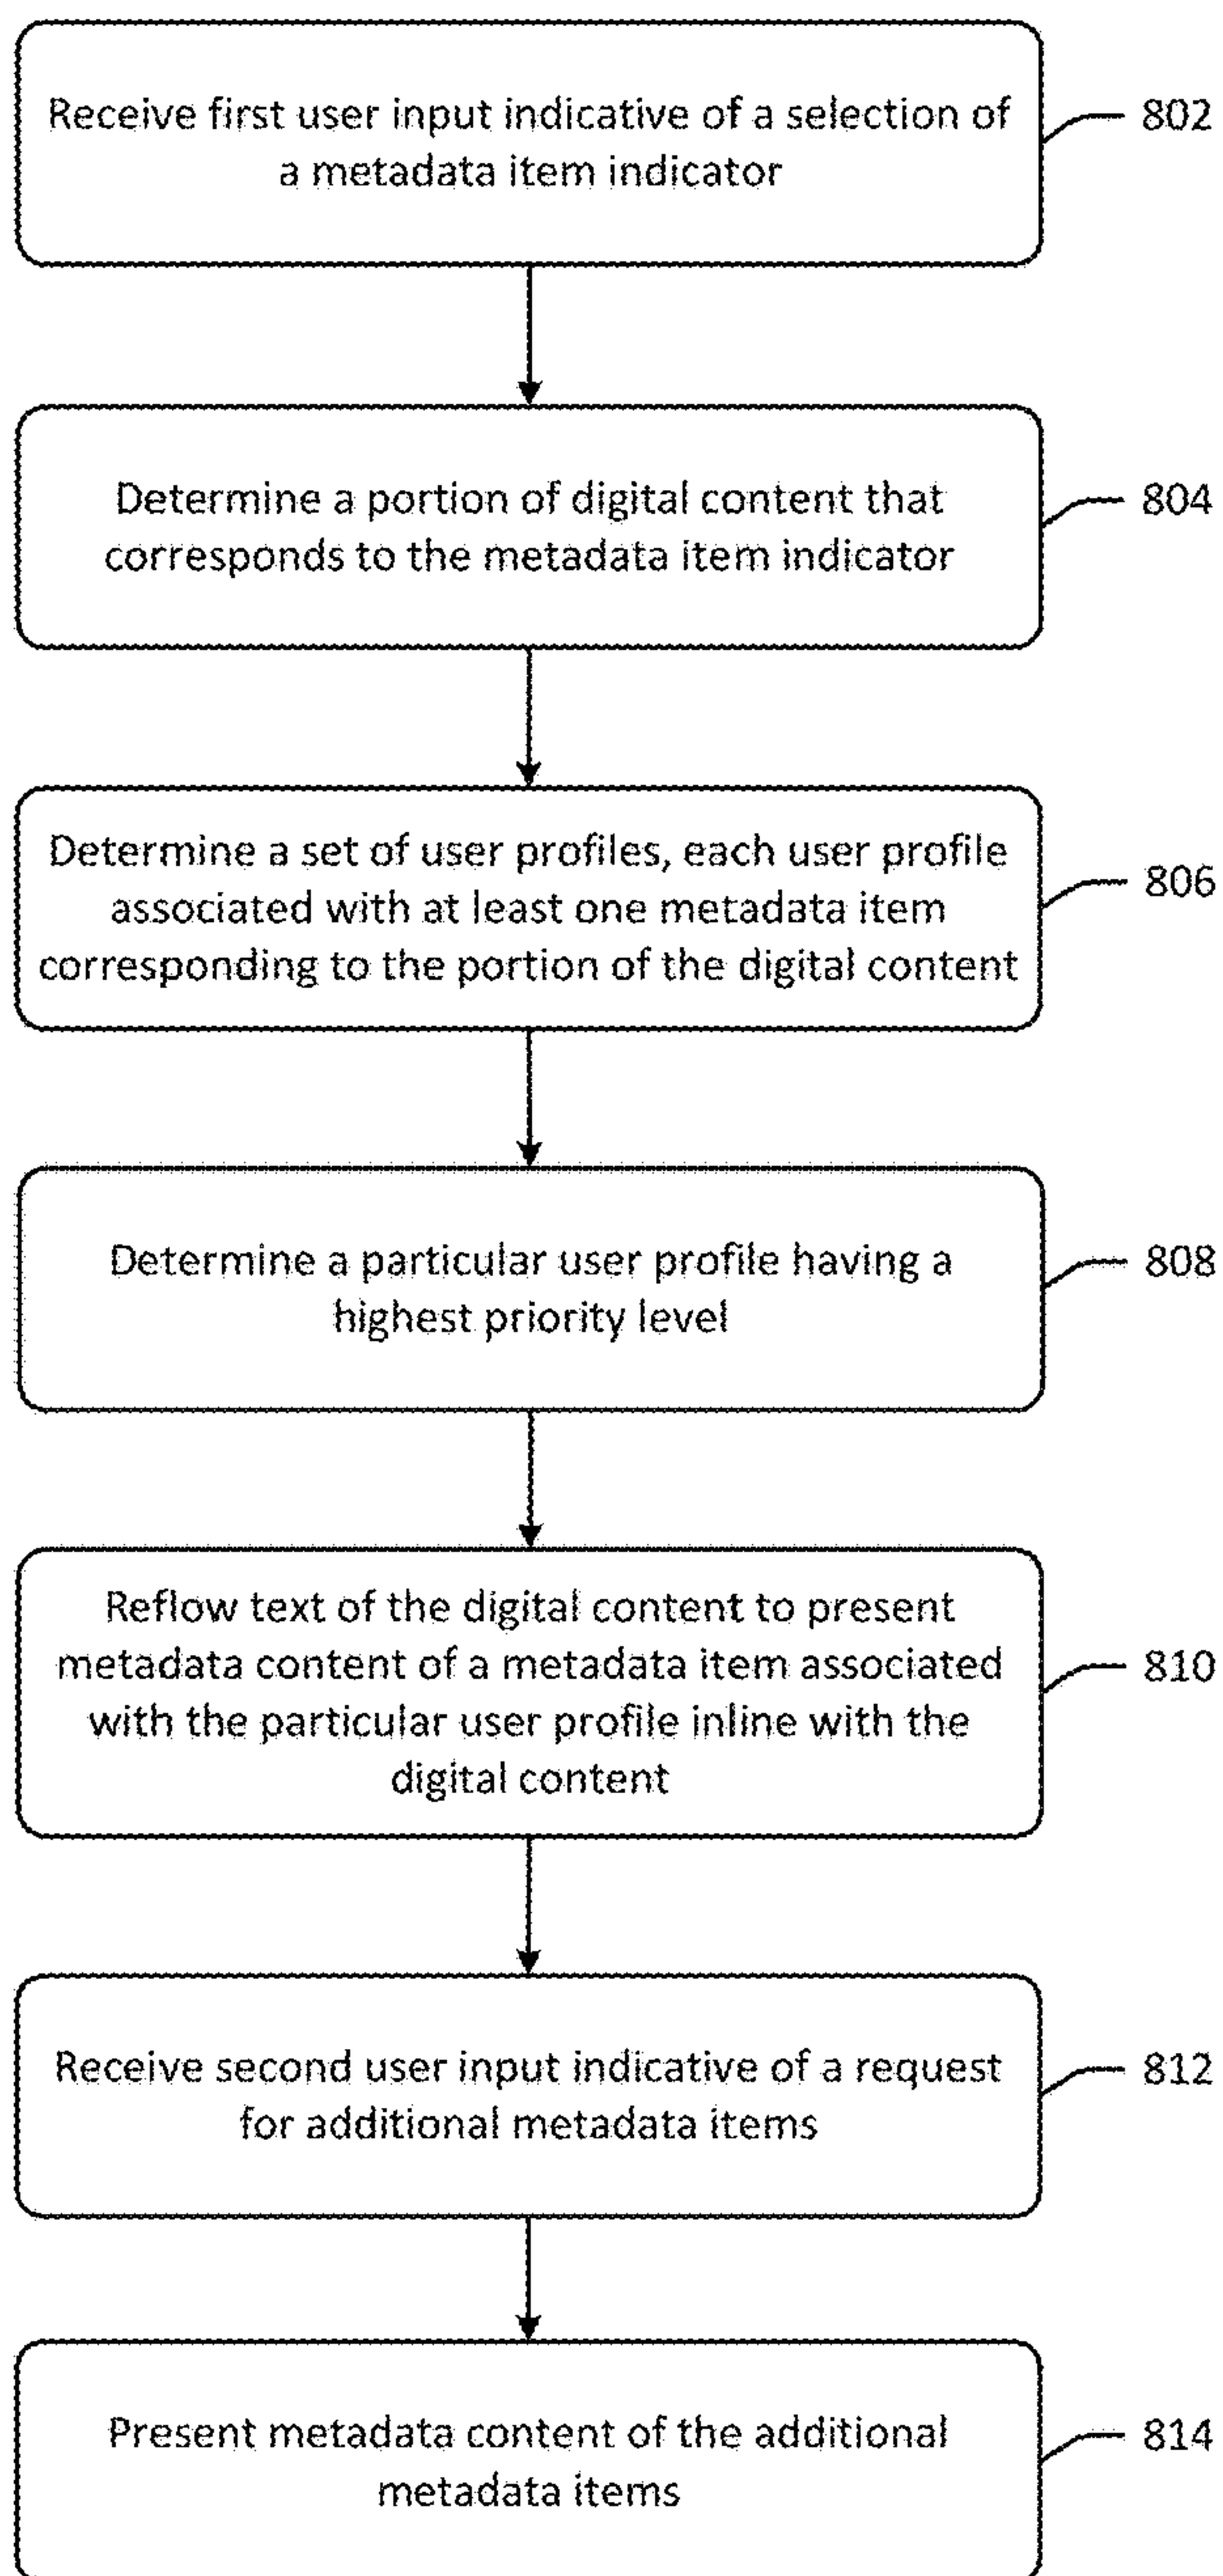 Receive first user input indicative of a selection of
a metadata item indicator
802
Determine a portion of digital content that
corresponds to the metadata item indicator
804
Determine a set of user profiles, each user profile
associated with at least one metadata item
corresponding to the portion of the digital content
806
Determine a particular user profile having a
highest priority level
808
Reflow text of the digital content to present
metadata content of a metadata item associated
with the particular user profile inline with the
digital content
810
Receive second user input indicative of a request
for additional metadata items
812
Present metadata content of the additional
metadata items
814